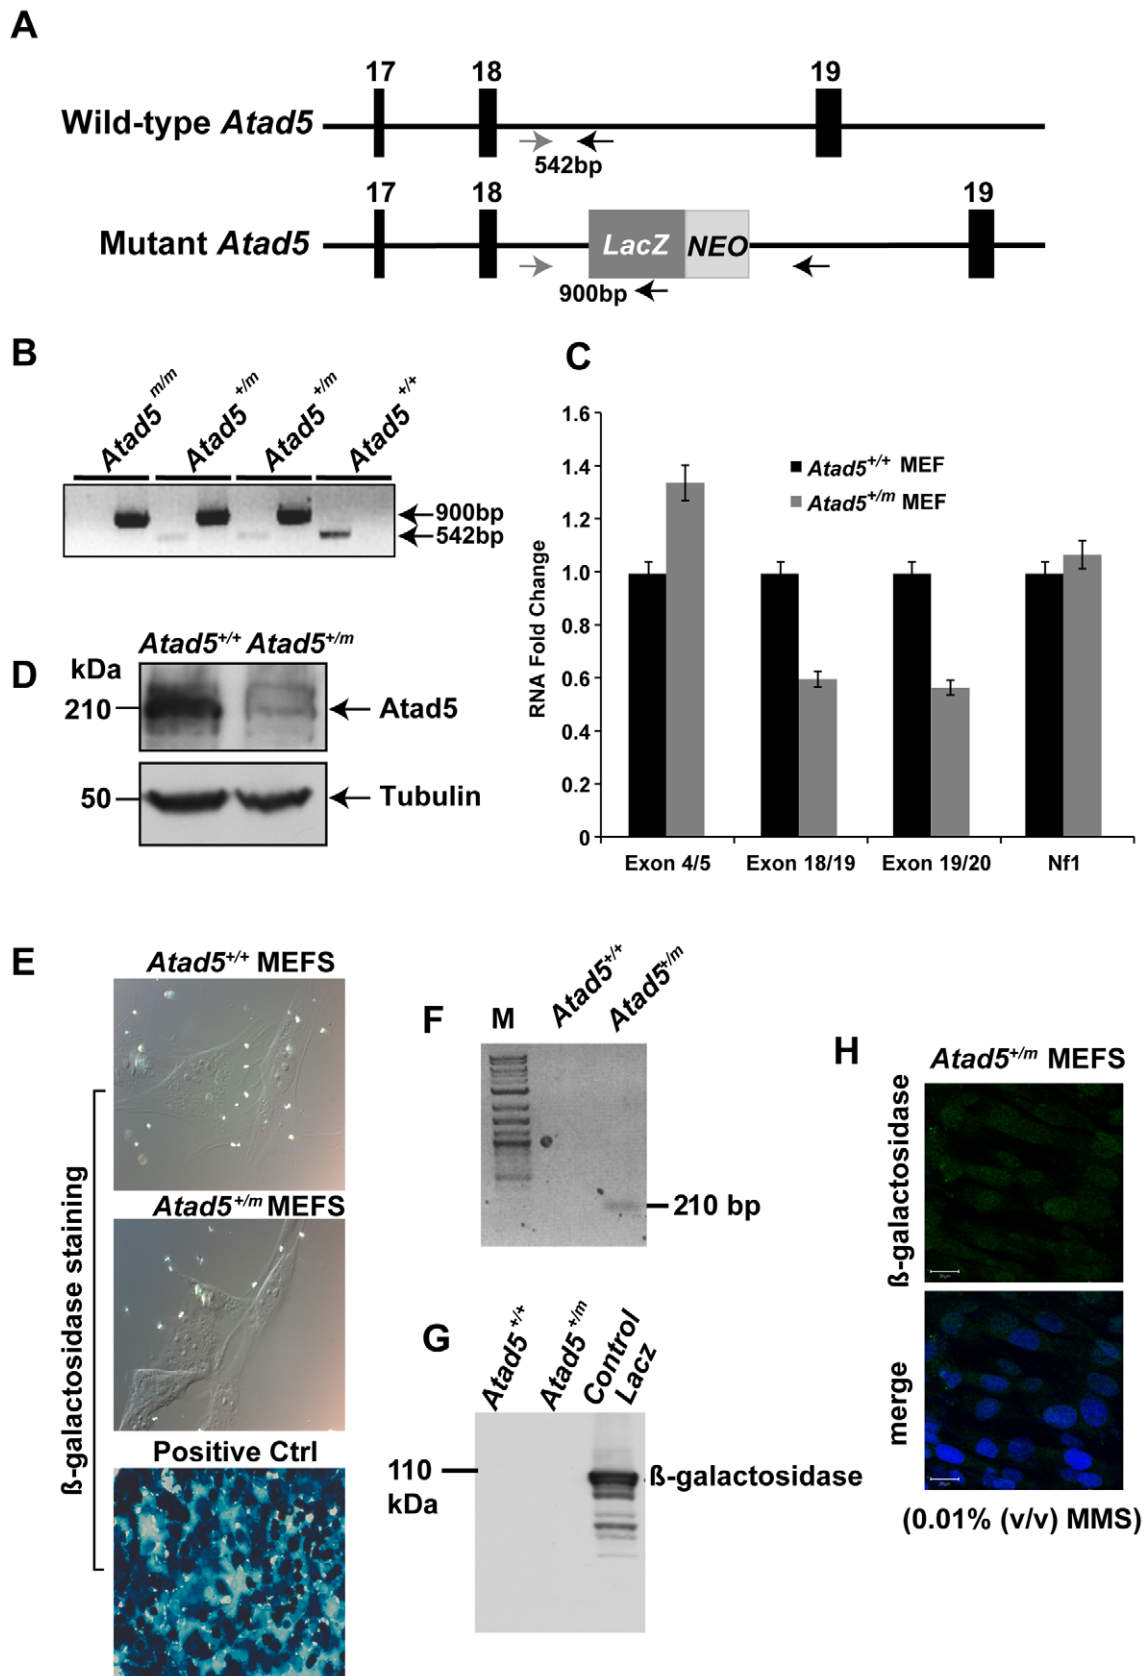 A
17 18 19
Wild-type Atad5
542bp
17 18 19
Mutant Atad5
LacZ NEO
900bp
B
Atad5 m/m
Atad5 +/m
Atad5 +/m
Atad5 +/+
900bp
542bp
C
1.6
1.4
1.2
1.0
0.8
0.6
0.4
0.2
0
RNA Fold Change
Atad5+/+ MEF
Atad5+/m MEF
Exon 4/5 Exon 18/19 Exon 19/20 Nf1
D
Atad5+/+ Atad5+/m
kDa
210
Atad5
50
Tubulin
E
Atad5+/+ MEFS
Atad5+/m MEFS
Positive Ctrl
ß-galactosidase staining
F
M
Atad5+/+
Atad5+/m
210 bp
G
Atad5+/+
Atad5+/m
Control
Lacz
110
kDa
ß-galactosidase
H
Atad5+/m MEFS
ß-galactosidase
merge
(0.01% (v/v) MMS)